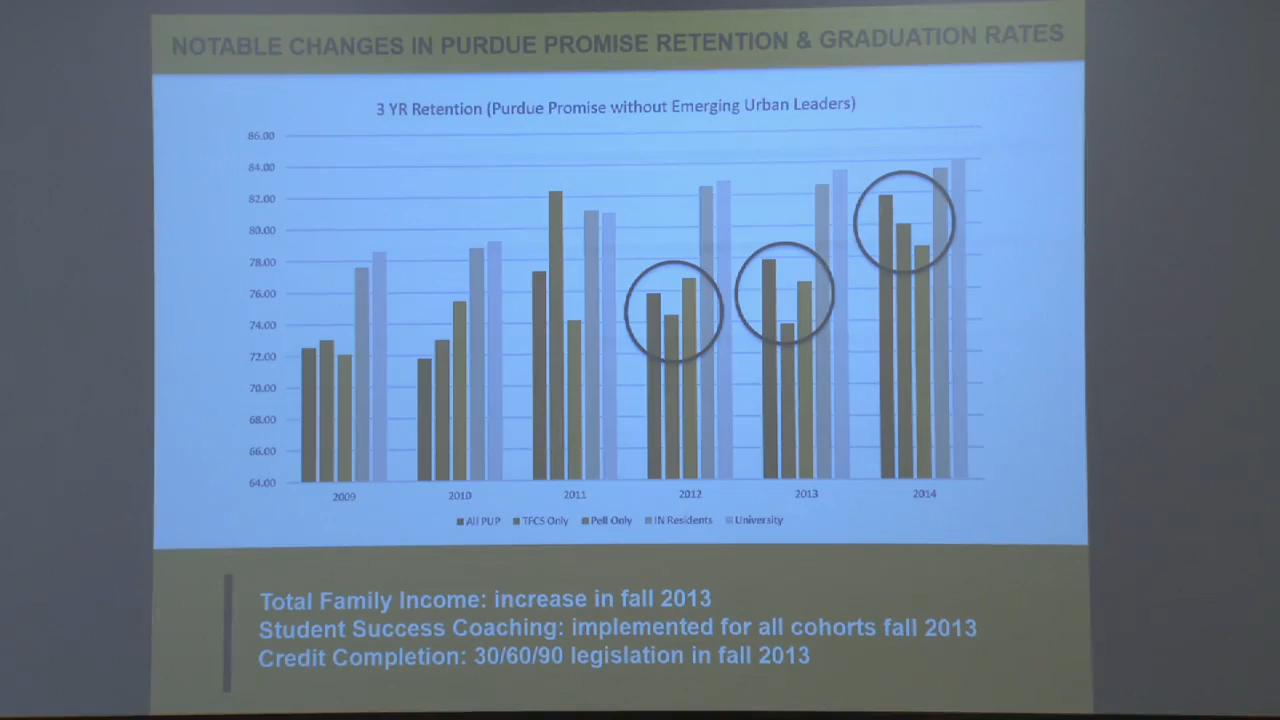 NOTABLE CHANGES IN PURDUE PROMISE RETENTION & GRADUATION RATES
3 YR Retention (Purdue Promise without Emerging Urban Leaders)
86.00
84.00
82.00
80.00
78.00
76.00
74.00
72.00
70.00
68.00
66.00
64.00
2009 2010 2011 2012 2013 2014
All PUP TFCS Only Pell Only IN Residents University
Total Family Income: increase in fall 2013
Student Success Coaching: implemented for all cohorts fall 2013
Credit Completion: 30/60/90 legislation in fall 2013